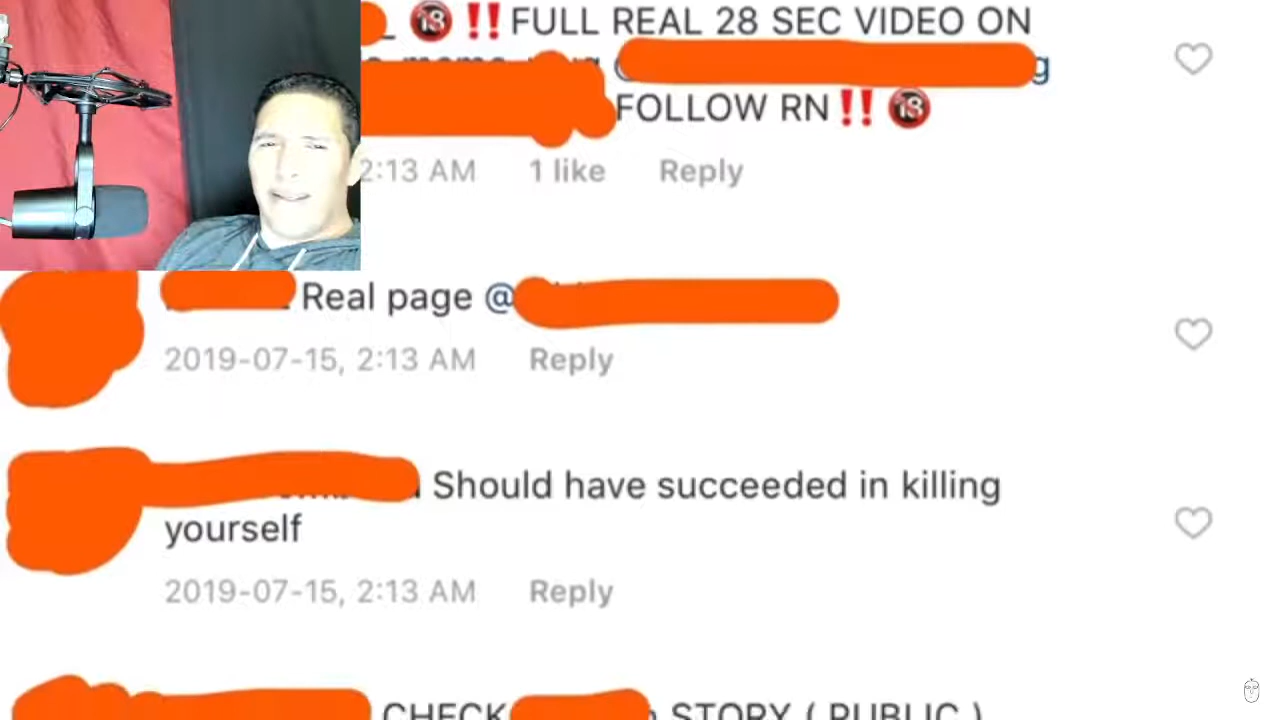 🔞‼️FULL REAL 28 SEC VIDEO ON
FOLLOW RN‼️🔞
2:13 AM 1 like Reply
Real page @
2019-07-15, 2:13 AM Reply
Should have succeeded in killing
yourself
2019-07-15, 2:13 AM Reply
CHECK STORY ( PUBLIC )